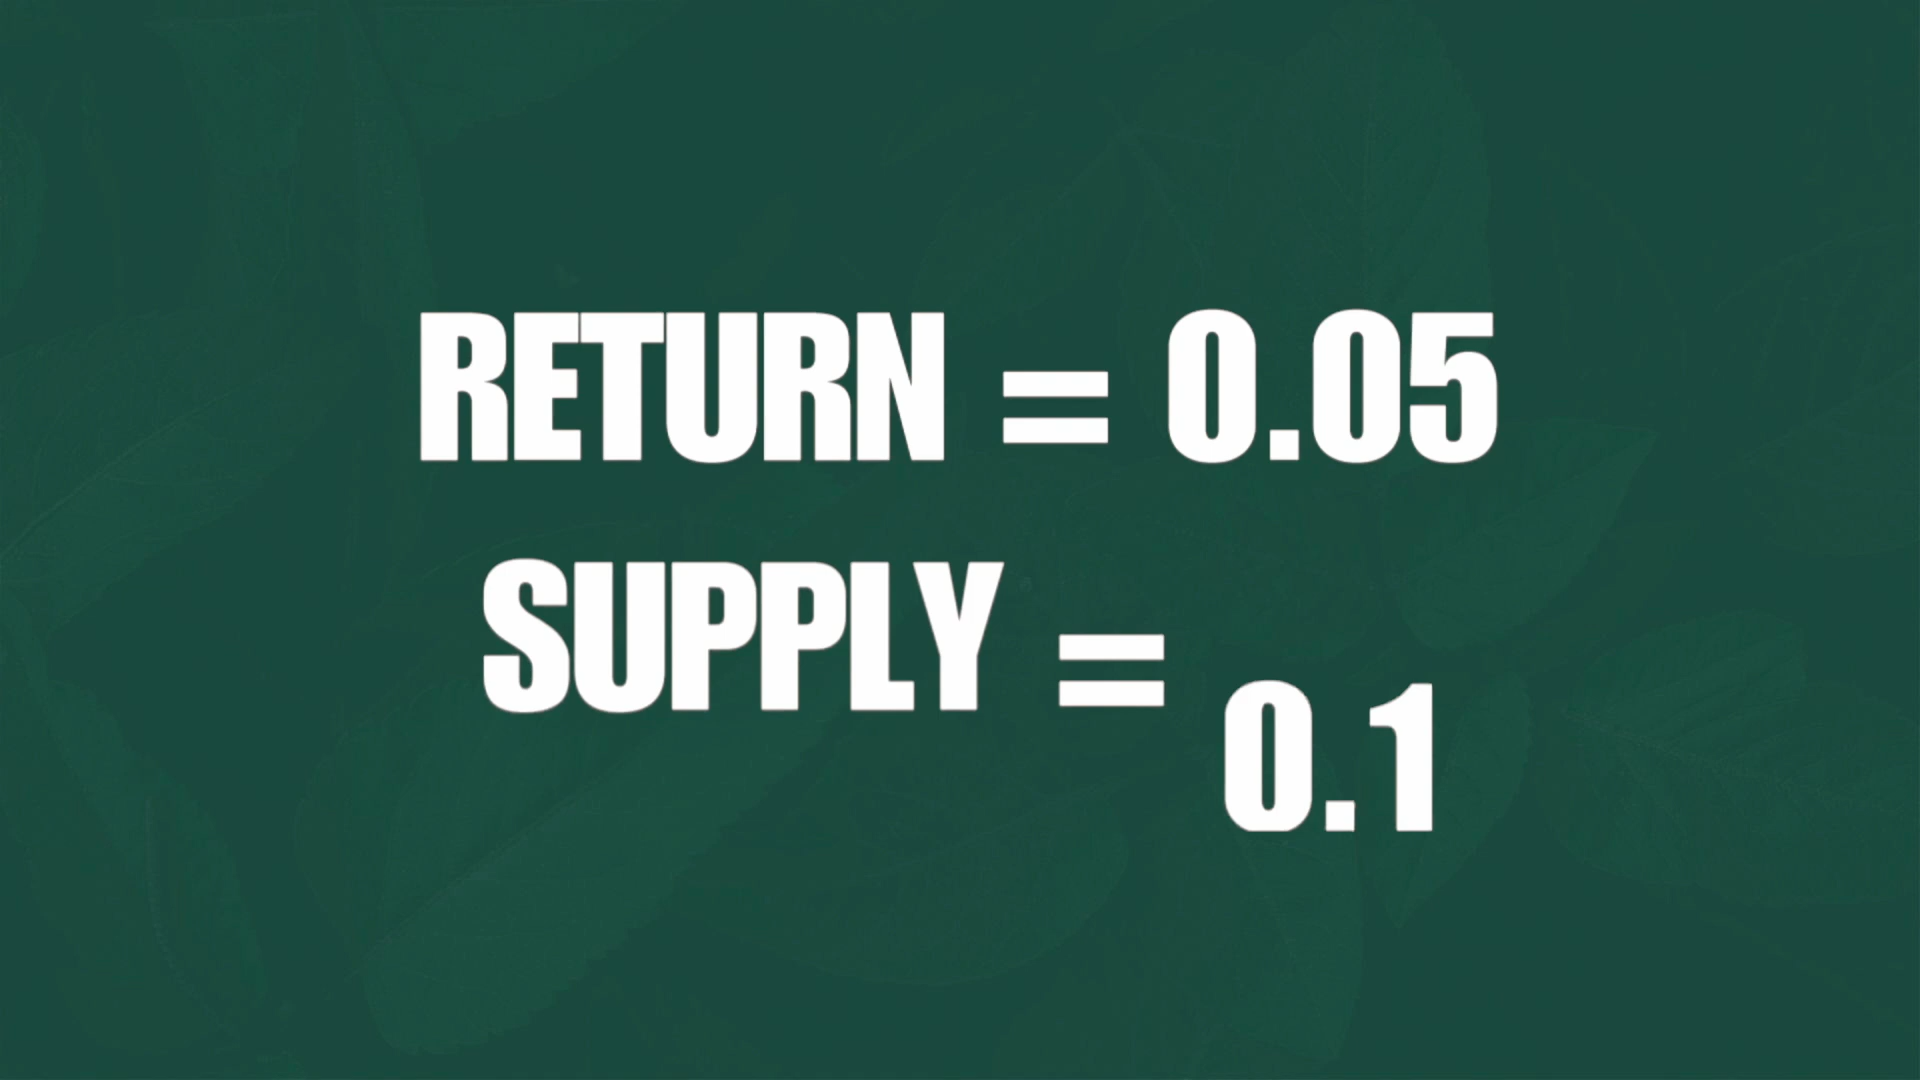 RETURN = 0.05
SUPPLY = 0.1